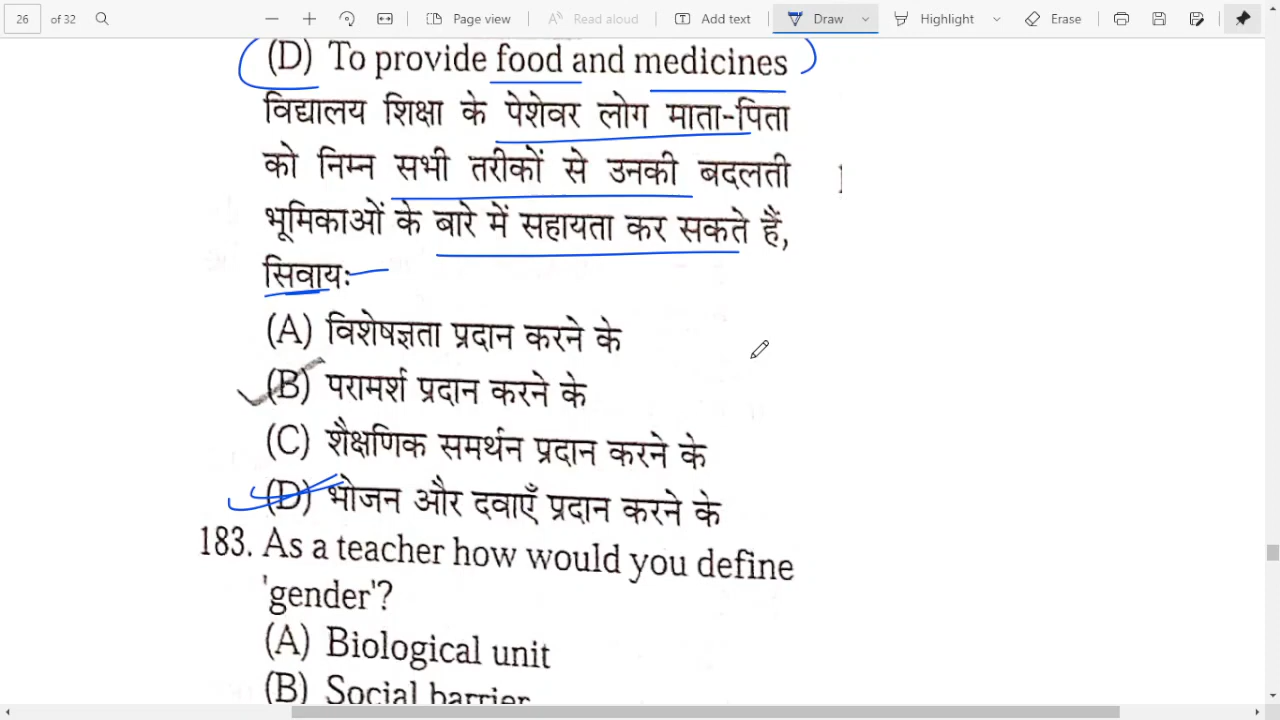 26 of 32 Page view Read aloud Add text Draw Highlight Erase
(D) To provide food and medicines
विद्यालय शिक्षा के पेशेवर लोग माता-पिता
को निम्न सभी तरीकों से उनकी बदलती
भूमिकाओं के बारे में सहायता कर सकते हैं,
सिवायः
(A) विशेषज्ञता प्रदान करने के
(B) परामर्श प्रदान करने के
(C) शैक्षणिक समर्थन प्रदान करने के
(D) भोजन और दवाएँ प्रदान करने के
183. As a teacher how would you define
'gender'?
(A) Biological unit
(B) Social barrier